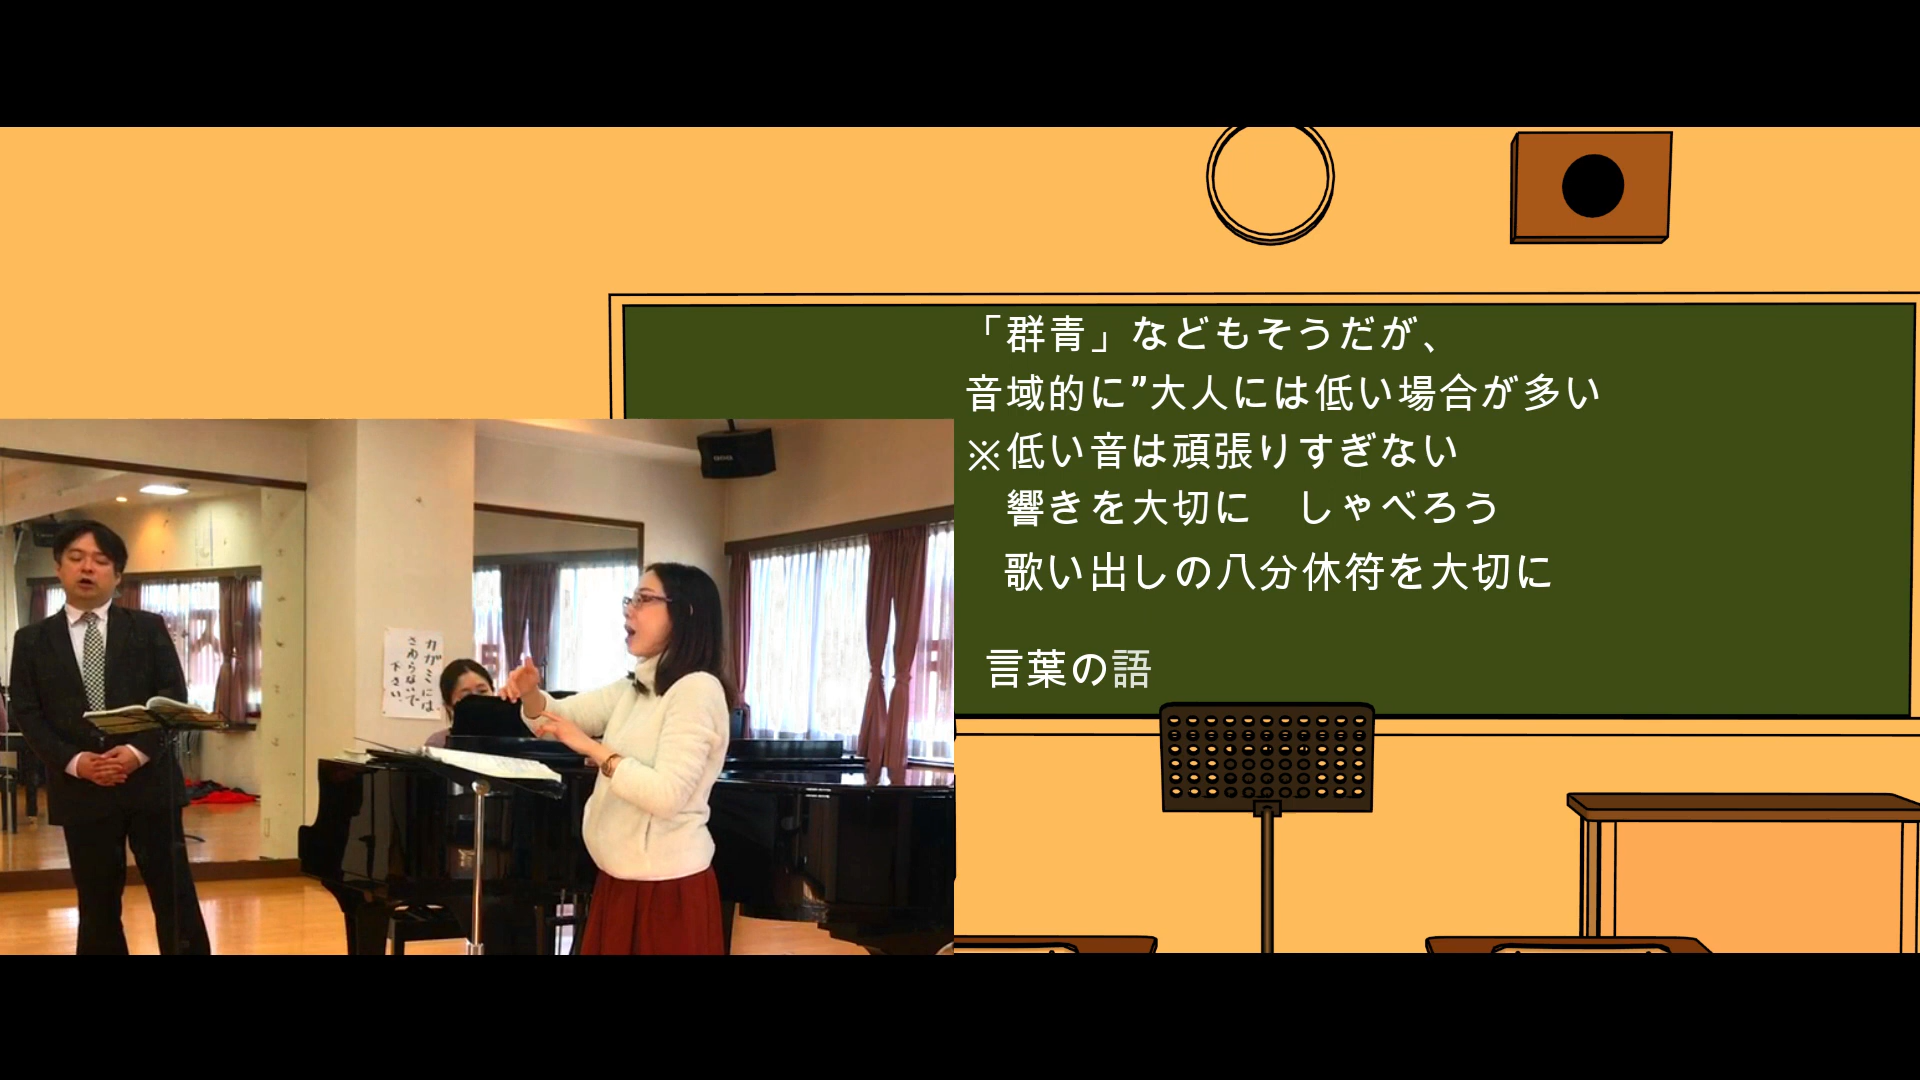 「群青」などもそうだが、
音域的に”大人には低い場合が多い
※低い音は頑張りすぎない
響きを大切に　しゃべろう
歌い出しの八分休符を大切に
言葉の語
カガミには、
さわらないで
下さい、